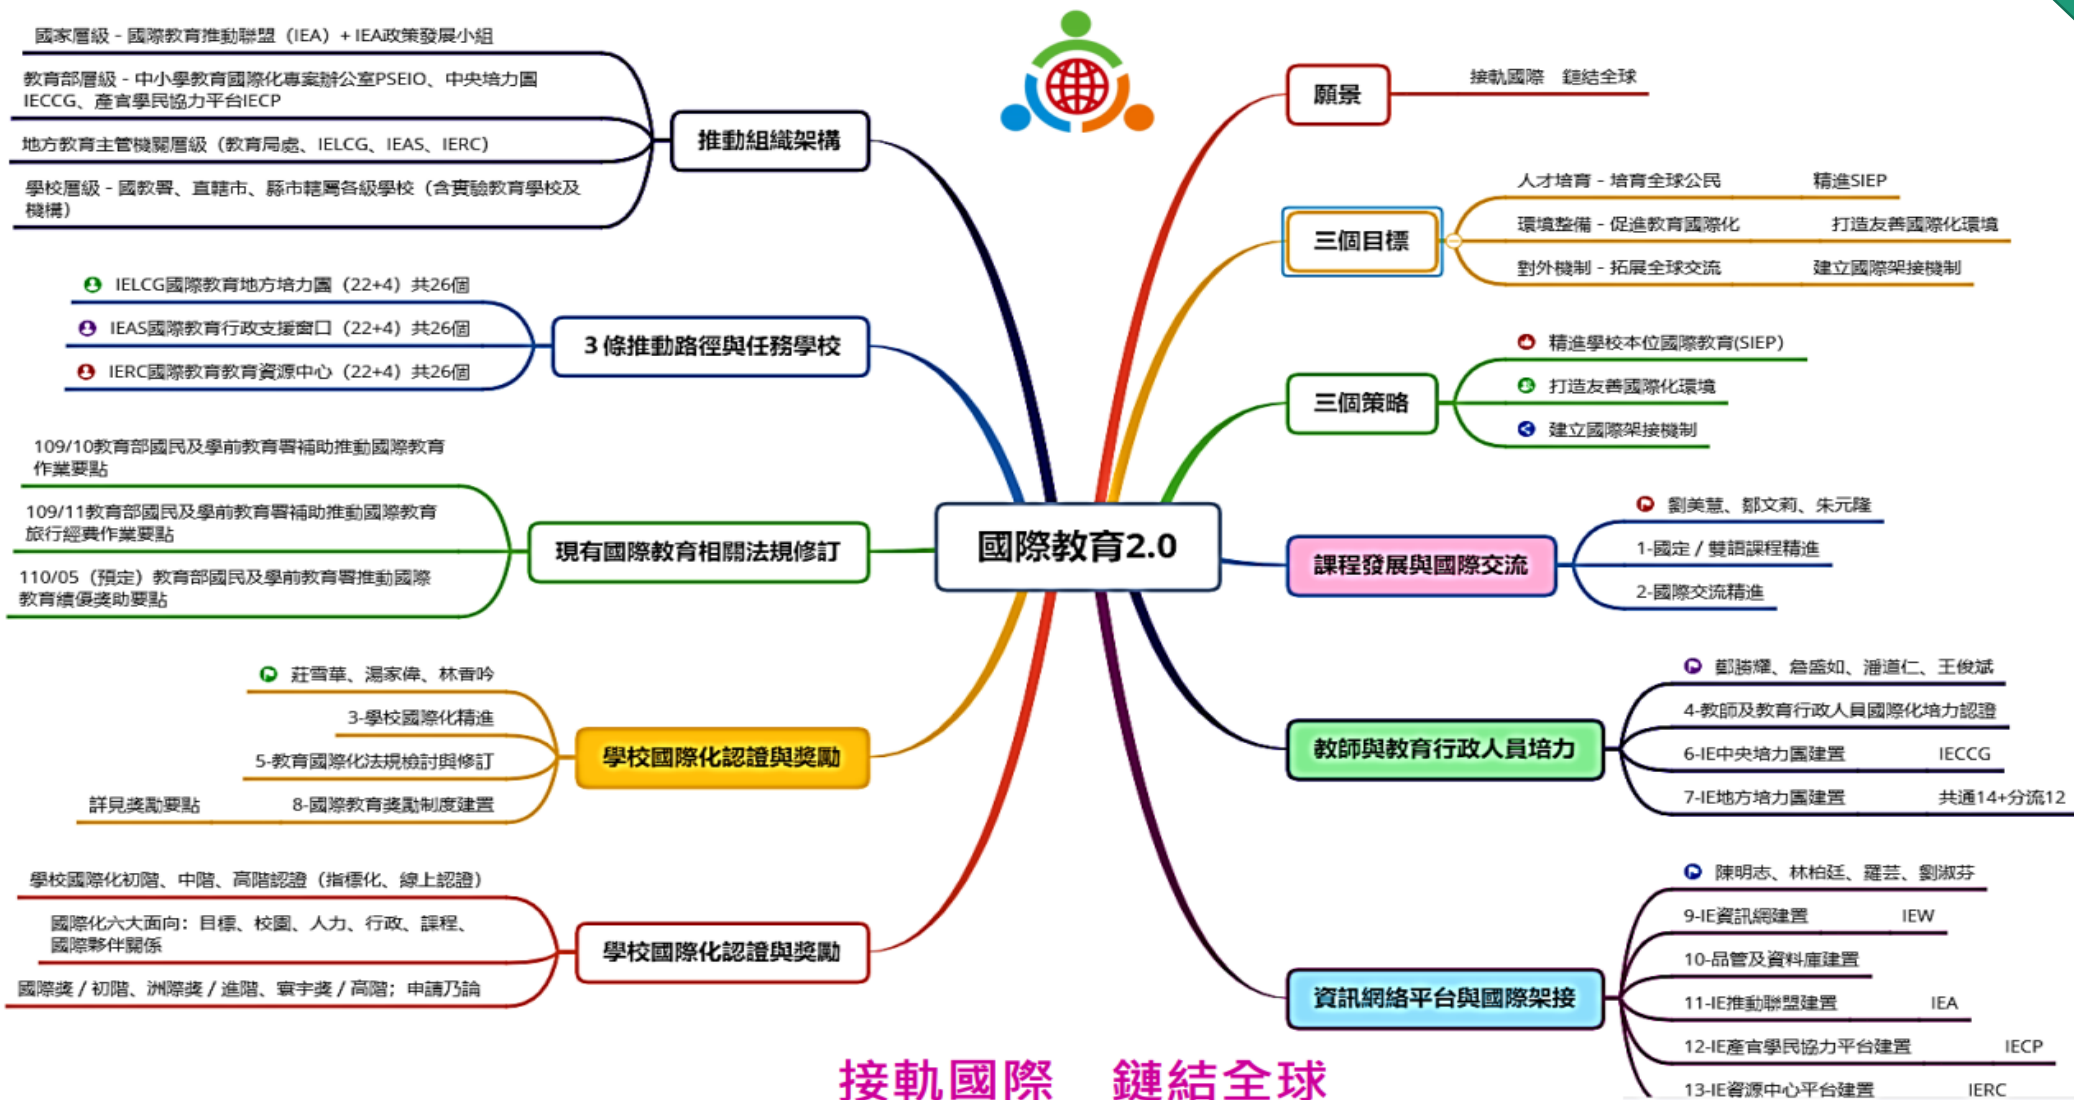 國家層級 - 國際教育推動聯盟（IEA）+ IEA政策發展小組
教育部層級 - 中小學教育國際化專案辦公室PSEIO、中央培力團
IECCG、產官學民協力平台IECP
地方教育主管機關層級（教育局處、IELCG、IEAS、IERC）
學校層級 - 國教署、直轄市、縣市轄屬各級學校（含實驗教育學校及
機構）
推動組織架構
IELCG國際教育地方培力團（22+4）共26個
IEAS國際教育行政支援窗口（22+4）共26個
IERC國際教育教育資源中心（22+4）共26個
3 條推動路徑與任務學校
109/10教育部國民及學前教育署補助推動國際教育
作業要點
109/11教育部國民及學前教育署補助推動國際教育
旅行經費作業要點
110/05（預定）教育部國民及學前教育署推動國際
教育績優獎助要點
現有國際教育相關法規修訂
莊雪華、湯家偉、林香吟
3-學校國際化精進
5-教育國際化法規檢討與修訂
詳見獎勵要點 8-國際教育獎勵制度建置
學校國際化認證與獎勵
學校國際化初階、中階、高階認證（指標化、線上認證）
國際化六大面向：目標、校園、人力、行政、課程、
國際夥伴關係
國際獎 / 初階、洲際獎 / 進階、寰宇獎 / 高階；申請乃論
學校國際化認證與獎勵
國際教育2.0
願景
接軌國際　鏈結全球
三個目標
人才培育 - 培育全球公民 精進SIEP
環境整備 - 促進教育國際化 打造友善國際化環境
對外機制 - 拓展全球交流 建立國際架接機制
三個策略
精進學校本位國際教育(SIEP)
打造友善國際化環境
建立國際架接機制
課程發展與國際交流
劉美慧、鄒文莉、朱元隆
1-國定 / 雙語課程精進
2-國際交流精進
教師與教育行政人員培力
鄭勝耀、詹盛如、潘道仁、王俊斌
4-教師及教育行政人員國際化培力認證
6-IE中央培力團建置 IECCG
7-IE地方培力團建置 共通14+分流12
資訊網絡平台與國際架接
陳明志、林柏廷、羅芸、劉淑芬
9-IE資訊網建置 IEW
10-品管及資料庫建置
11-IE推動聯盟建置 IEA
12-IE產官學民協力平台建置 IECP
13-IE資源中心平台建置 IERC
接軌國際　鏈結全球